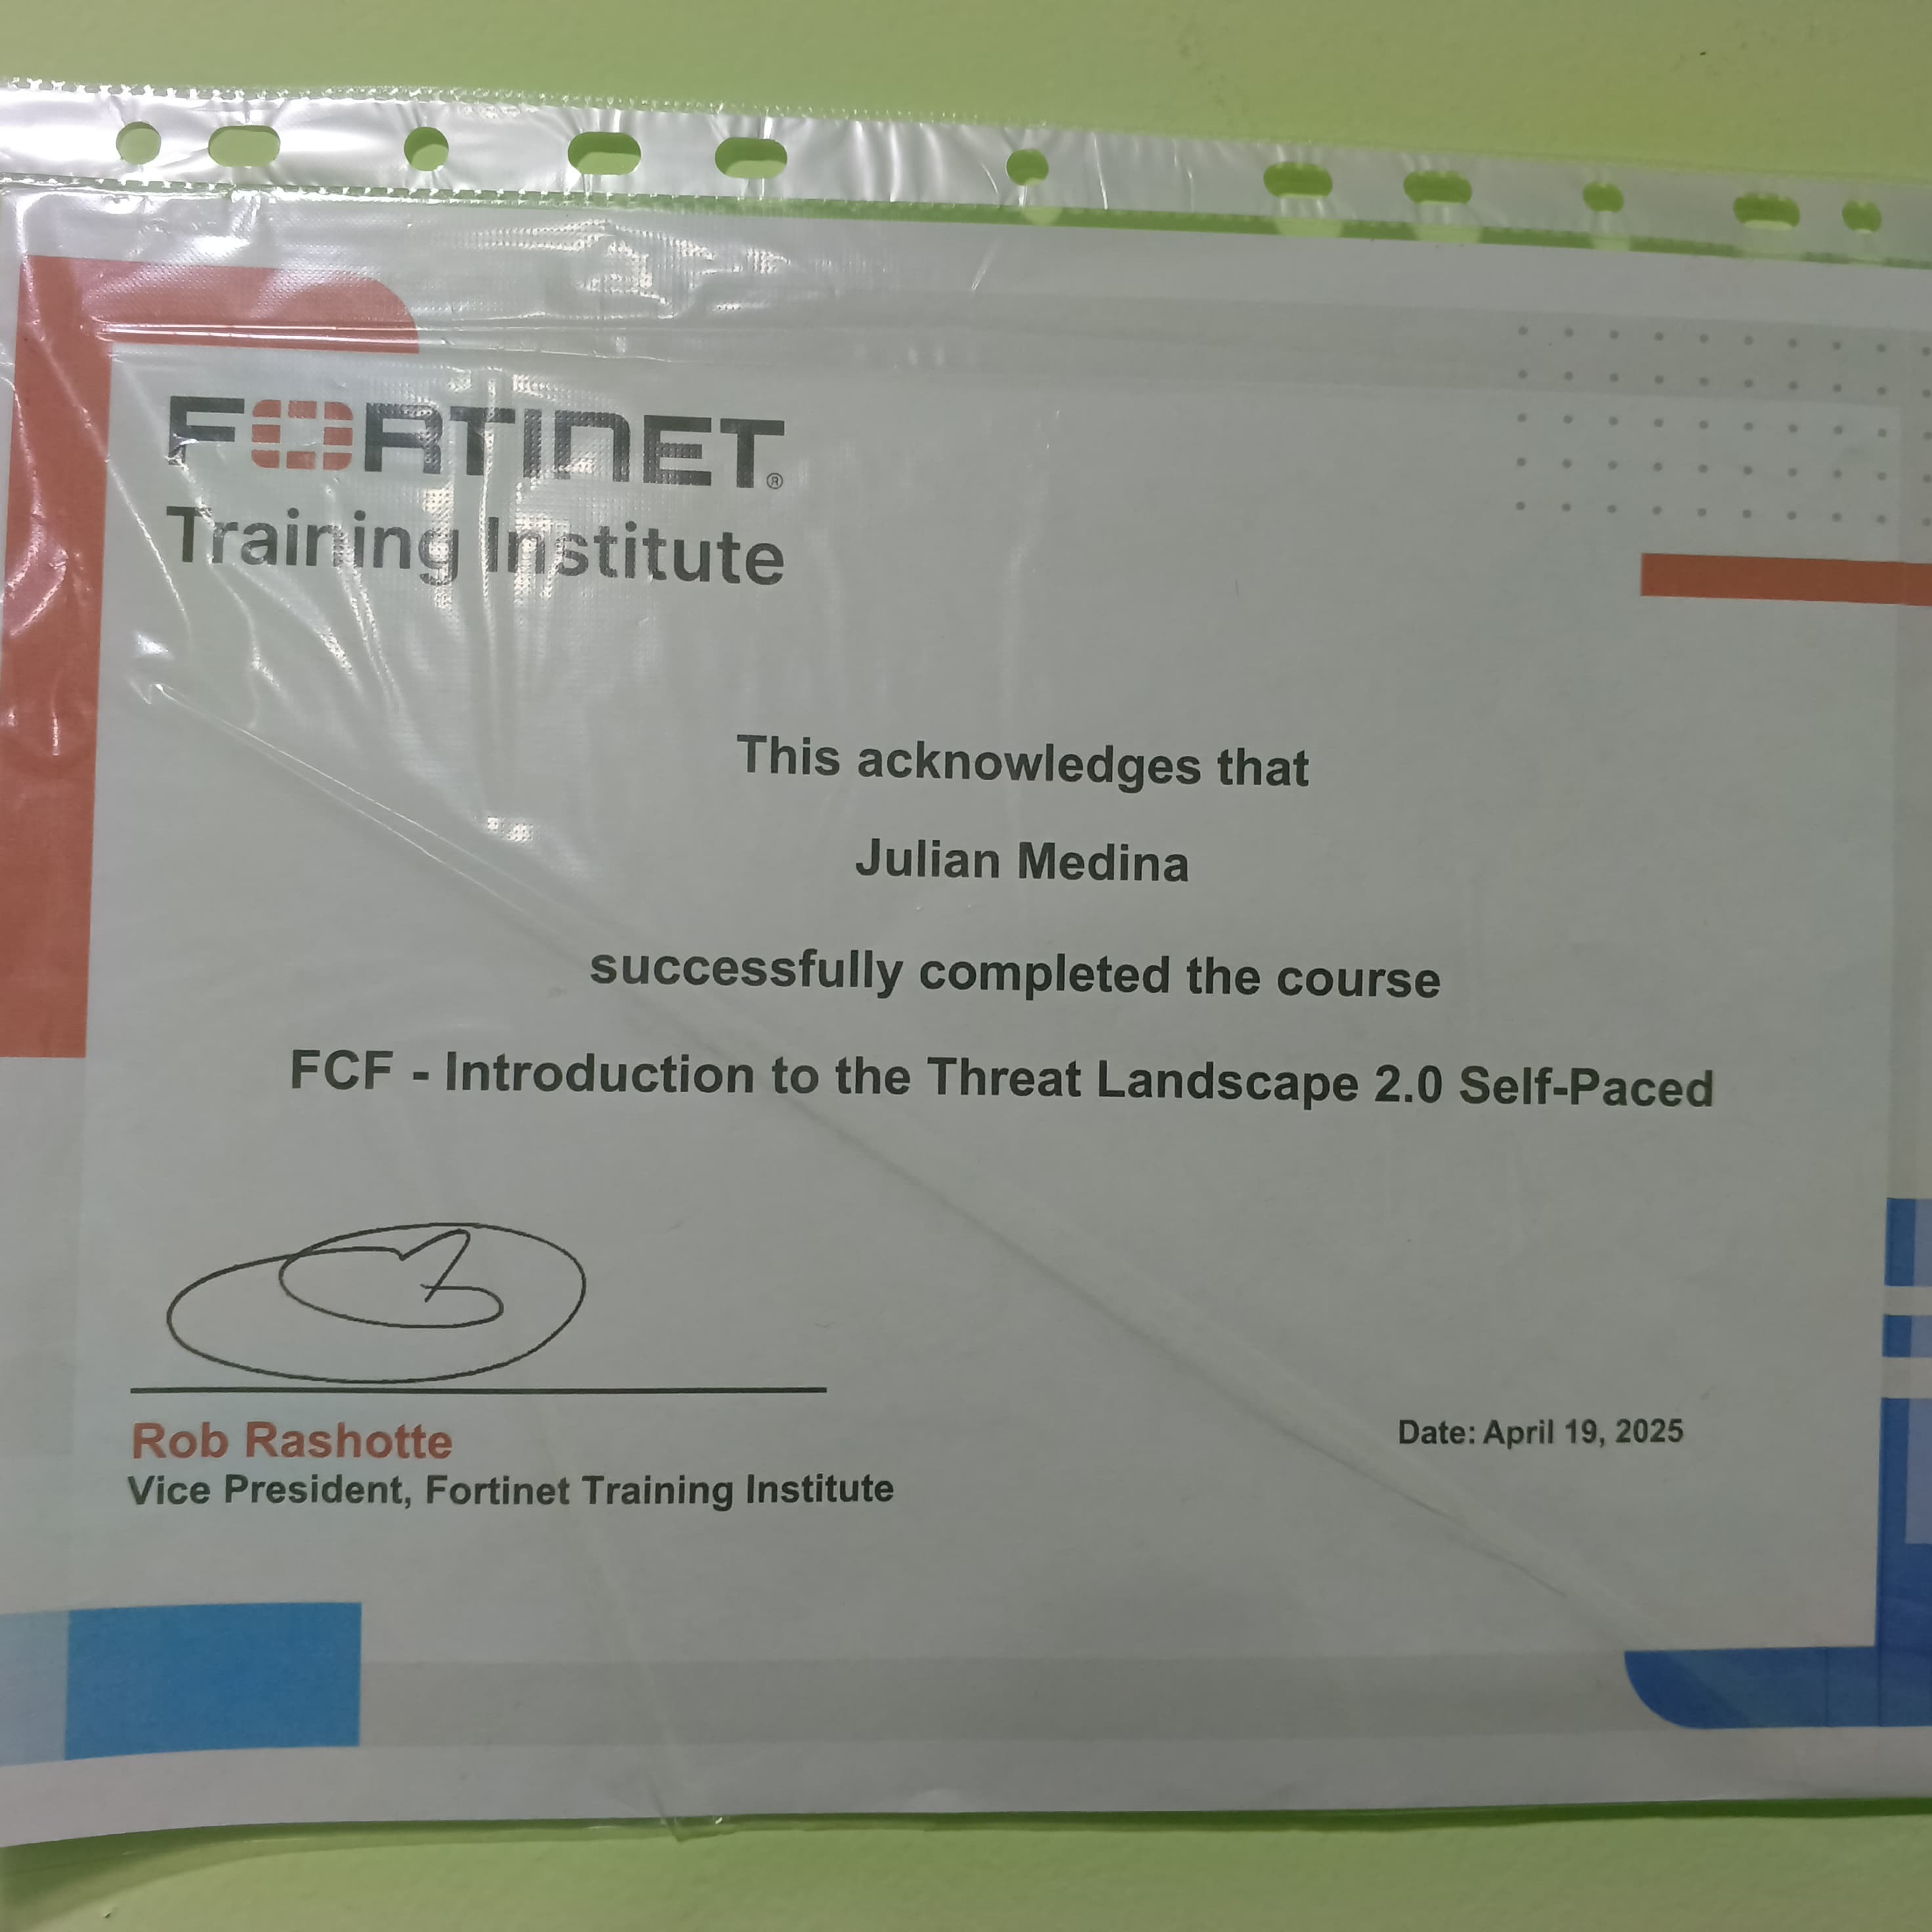 FORTINET®
Training Institute
This acknowledges that
Julian Medina
successfully completed the course
FCF - Introduction to the Threat Landscape 2.0 Self-Paced
Rob Rashotte
Vice President, Fortinet Training Institute
Date: April 19, 2025